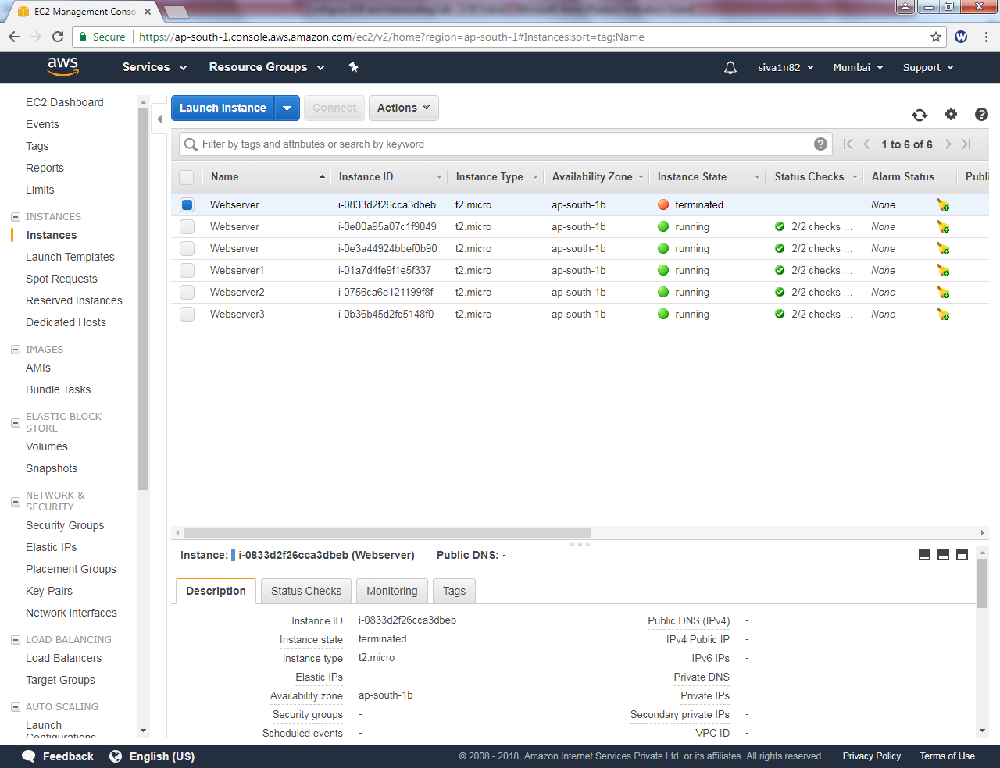 EC2 Management Conso
Secure https://ap-south-1.console.aws.amazon.com/ec2/v2/home?region=ap-south-1#Instances:sort=tag:Name
aws Services Resource Groups siva1n82 Mumbai Support
EC2 Dashboard
Events
Tags
Reports
Limits
INSTANCES
Instances
Launch Templates
Spot Requests
Reserved Instances
Dedicated Hosts
IMAGES
AMIs
Bundle Tasks
ELASTIC BLOCK
STORE
Volumes
Snapshots
NETWORK &
SECURITY
Security Groups
Elastic IPs
Placement Groups
Key Pairs
Network Interfaces
LOAD BALANCING
Load Balancers
Target Groups
AUTO SCALING
Launch
Configurations
Launch Instance Connect Actions
Filter by tags and attributes or search by keyword 1 to 6 of 6
Name Instance ID Instance Type Availability Zone Instance State Status Checks Alarm Status Publi
Webserver i-0833d2f26cca3dbeb t2.micro ap-south-1b terminated None
Webserver i-0e00a95a07c1f9049 t2.micro ap-south-1b running 2/2 checks ... None
Webserver i-0e3a44924bbef0b90 t2.micro ap-south-1b running 2/2 checks ... None
Webserver1 i-01a7d4fe9f1e5f337 t2.micro ap-south-1b running 2/2 checks ... None
Webserver2 i-0756ca6e121199f8f t2.micro ap-south-1b running 2/2 checks ... None
Webserver3 i-0b36b45d2fc5148f0 t2.micro ap-south-1b running 2/2 checks ... None
Instance: i-0833d2f26cca3dbeb (Webserver) Public DNS: -
Description Status Checks Monitoring Tags
Instance ID i-0833d2f26cca3dbeb Public DNS (IPv4) -
Instance state terminated IPv4 Public IP -
Instance type t2.micro IPv6 IPs -
Elastic IPs Private DNS -
Availability zone ap-south-1b Private IPs
Security groups - Secondary private IPs -
Scheduled events - VPC ID -
Feedback English (US) © 2008 - 2018, Amazon Internet Services Private Ltd. or its affiliates. All rights reserved. Privacy Policy Terms of Use